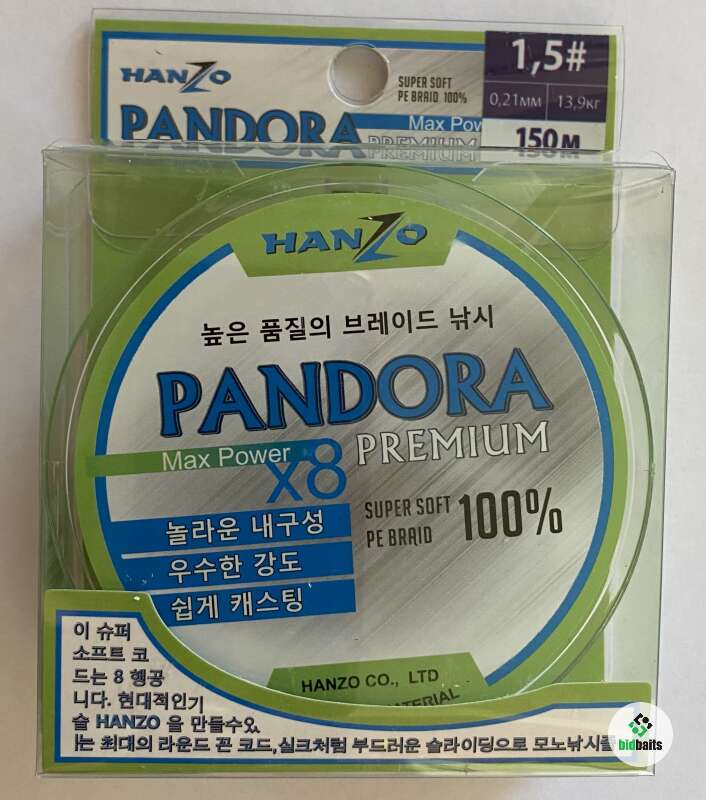 HANZO
SUPER SOFT
PE BRAID 100%
1,5#
0,21мм 13,9кг
150м
PANDORA
Max Pow
PREMIUM
HANZO
높은 품질의 브레이드 낚시
PANDORA
PREMIUM
Max Power
x8
SUPER SOFT
PE BRAID
100%
놀라운 내구성
우수한 강도
쉽게 캐스팅
이 슈퍼
소프트 코
드는 8 행공
니다. 현대적인기
술 HANZO 을 만들수있
는 최대의 라운드 꼰 코드,실크처럼 부드러운 슬라이딩으로 모노낚시를
HANZO CO., LTD
MATERIAL
bidbaits